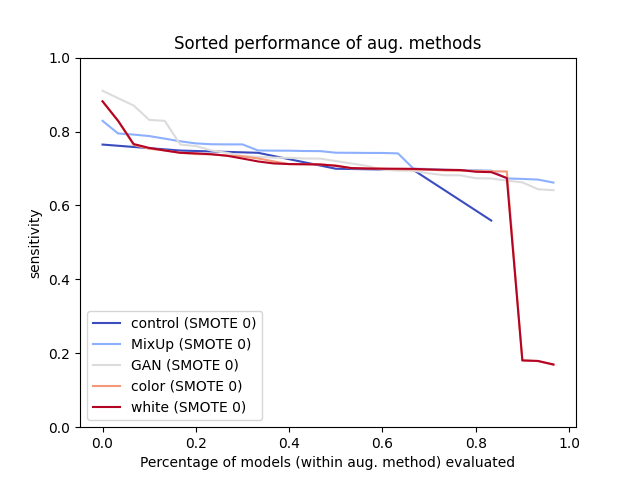 Sorted performance of aug. methods
1.0
0.8
0.6
0.4
0.2
0.0
sensitivity
control (SMOTE 0)
MixUp (SMOTE 0)
GAN (SMOTE 0)
color (SMOTE 0)
white (SMOTE 0)
0.0 0.2 0.4 0.6 0.8 1.0
Percentage of models (within aug. method) evaluated